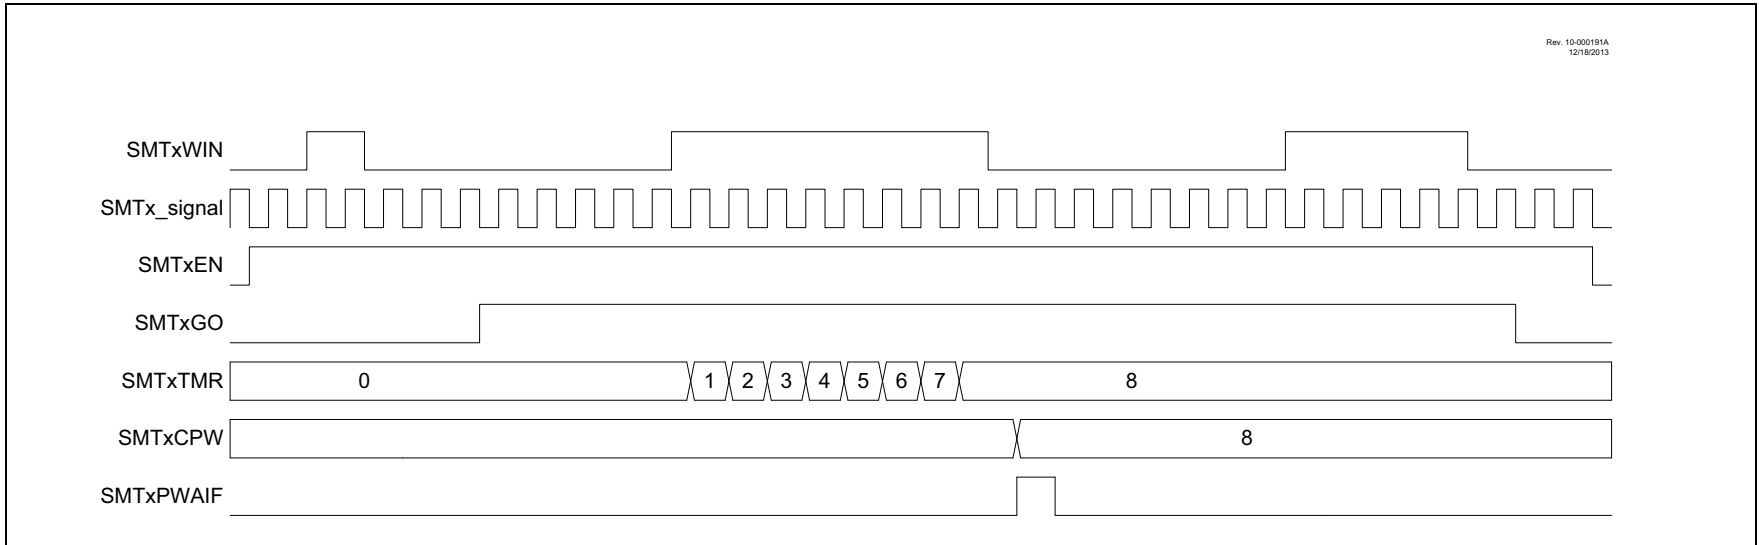 Rev. 10-000191A
12/18/2013
SMTxWIN
SMTx_signal
SMTxEN
SMTxGO
SMTxTMR 0 1 2 3 4 5 6 7 8
SMTxCPW 8
SMTxPWAIF